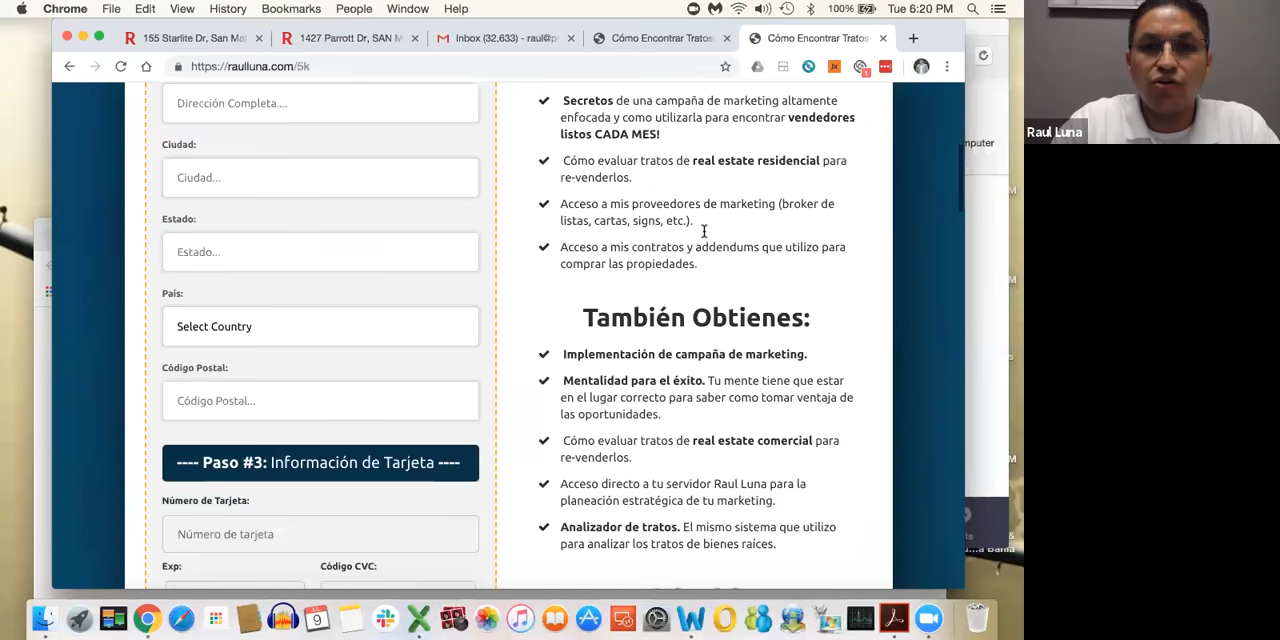 Chrome File Edit View History Bookmarks People Window Help 100% Tue 6:20 PM
155 Starlite Dr, San Ma 1427 Parrott Dr, SAN M Inbox (32,633) - raul@p Cómo Encontrar Tratos Cómo Encontrar Tratos
https://raulluna.com/5k
Dirección Completa....
Ciudad:
Ciudad...
Estado:
Estado...
País:
Select Country
Código Postal:
Código Postal...
---- Paso #3: Información de Tarjeta ----
Número de Tarjeta:
Número de tarjeta
Exp: Código CVC:
Secretos de una campaña de marketing altamente
enfocada y como utilizarla para encontrar vendedores
listos CADA MES!
Cómo evaluar tratos de real estate residencial para
re-venderlos.
Acceso a mis proveedores de marketing (broker de
listas, cartas, signs, etc.).
Acceso a mis contratos y addendums que utilizo para
comprar las propiedades.
También Obtienes:
Implementación de campaña de marketing.
Mentalidad para el éxito. Tu mente tiene que estar
en el lugar correcto para saber como tomar ventaja de
las oportunidades.
Cómo evaluar tratos de real estate comercial para
re-venderlos.
Acceso directo a tu servidor Raul Luna para la
planeación estratégica de tu marketing.
Analizador de tratos. El mismo sistema que utilizo
para analizar los tratos de bienes raíces.
Raul Luna
mputer
9